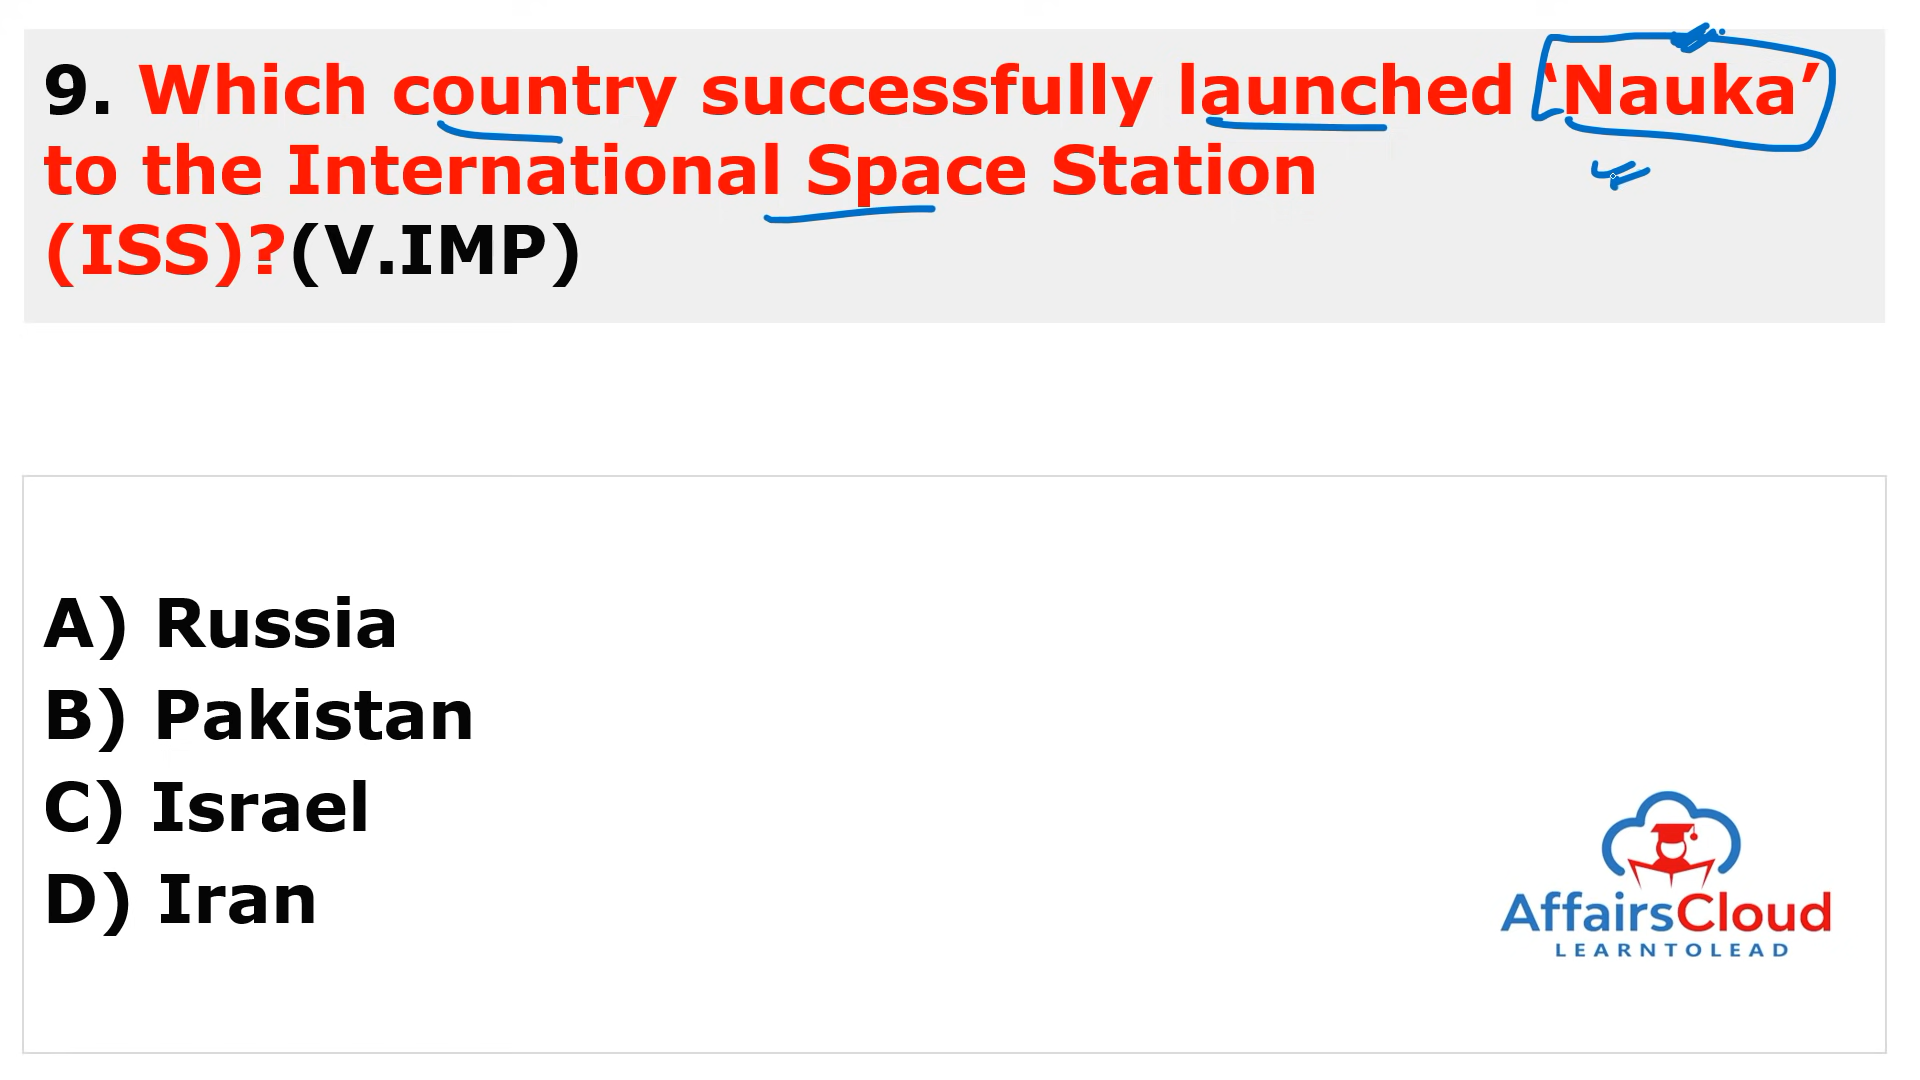 9. Which country successfully launched ‘Nauka’
to the International Space Station
(ISS)?(V.IMP)
A) Russia
B) Pakistan
C) Israel
D) Iran
AffairsCloud
LEARNTOLEAD